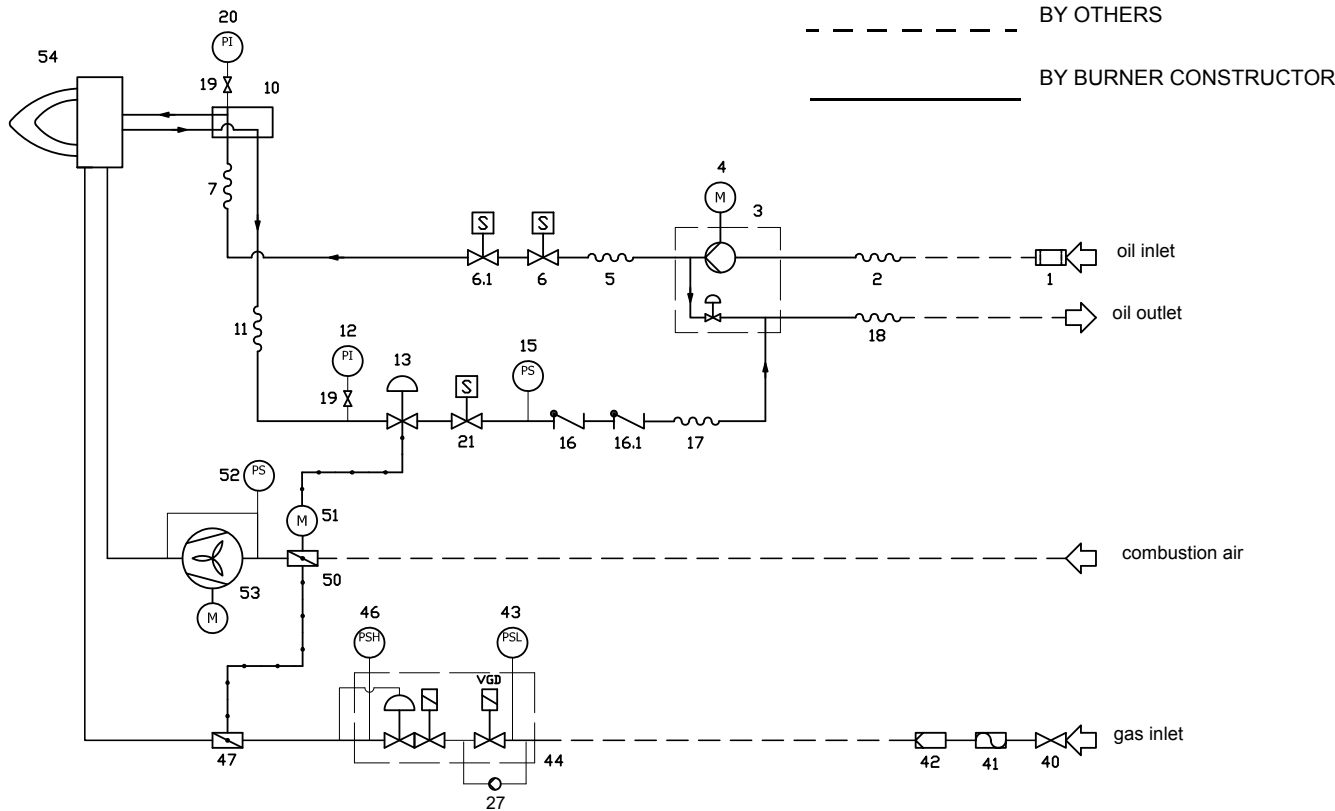 BY OTHERS
20
PI
54
19
10
BY BURNER CONSTRUCTOR
4
M
7
3
S
S
6.1
6
5
2
1
oil inlet
11
12
13
15
18
oil outlet
PI
S
PS
19
21
16
16.1
17
52
PS
51
M
53
50
combustion air
M
46
43
PSH
PSL
VGD
47
44
42
41
40
gas inlet
27